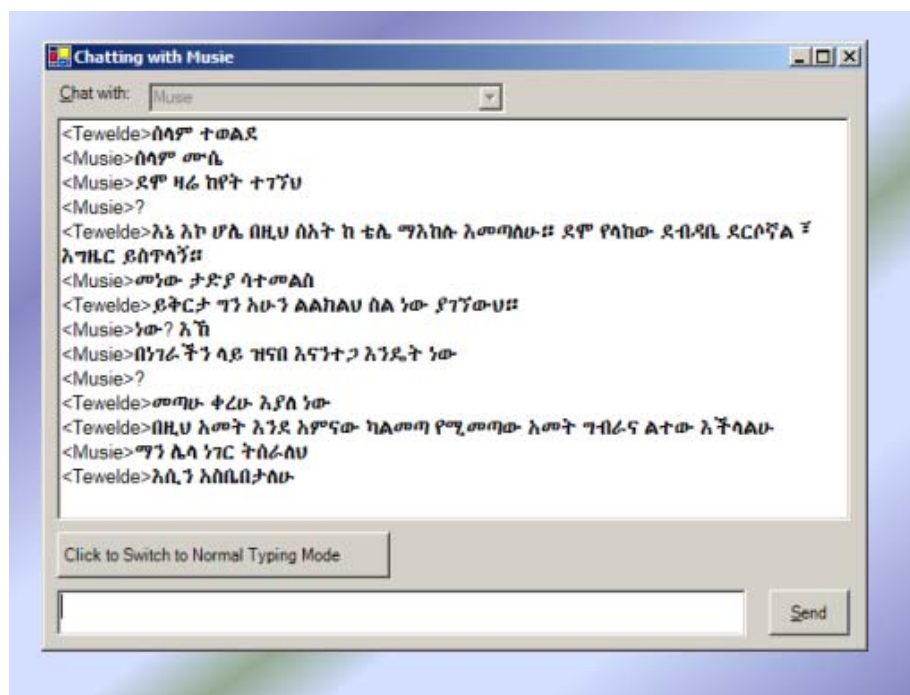 Chatting with Musie
Chat with: Musie
<Tewelde>ሰላም ተወልደ
<Musie>ሰላም ሙሴ
<Musie>ደሞ ዛሬ ከየት ተገኘህ
<Musie>?
<Tewelde>እኔ እኮ ሆሌ በዚህ ሰእት ከ ቴሌ ማእከሉ እመጣለሁ። ደሞ የላከው ደብዳቤ ደርሶኛል ፣
እግዜር ይስጥላኝ።
<Musie>መነው ታድያ ሳተመልስ
<Tewelde>ይቅርታ ግን አሁን ልልክልህ ስል ነው ያገኘውህ።
<Musie>ነው? እኸ
<Musie>በነገራችን ላይ ዝናበ እናንተጋ እንዴት ነው
<Musie>?
<Tewelde>መጣሁ ቀረሁ እያለ ነው
<Tewelde>በዚህ አመት እንደ አምናው ካልመጣ የሚመጣው አመት ግብራና ልተው እችላልሁ
<Musie>ማን ሌላ ነገር ትሰራለህ
<Tewelde>እሲን አስቤበታለሁ
Click to Switch to Normal Typing Mode
Send